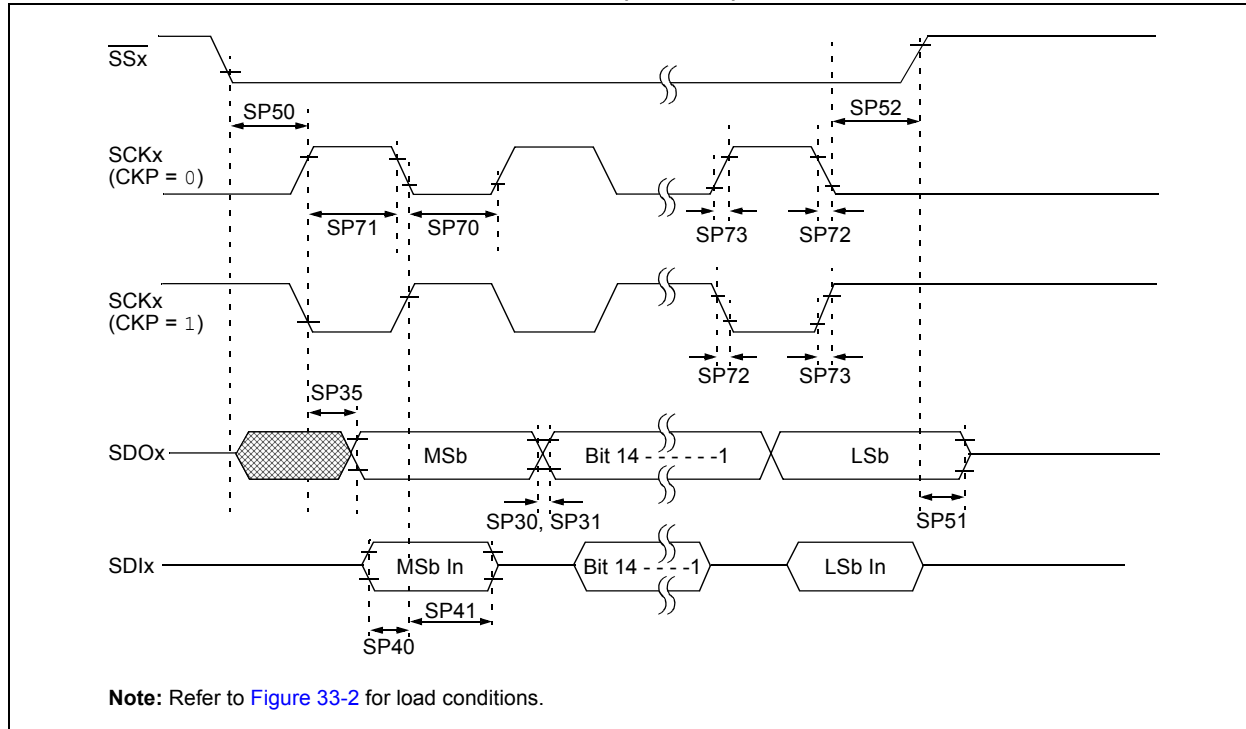 SSx
SP50
SP52
SCKx
(CKP = 0)
SP71
SP70
SP73
SP72
SCKx
(CKP = 1)
SP72
SP73
SP35
SDOx
MSb
Bit 14 - - - - - -1
LSb
SP30, SP31
SP51
SDIx
MSb In
Bit 14 - - - -1
LSb In
SP41
SP40
Note: Refer to Figure 33-2 for load conditions.